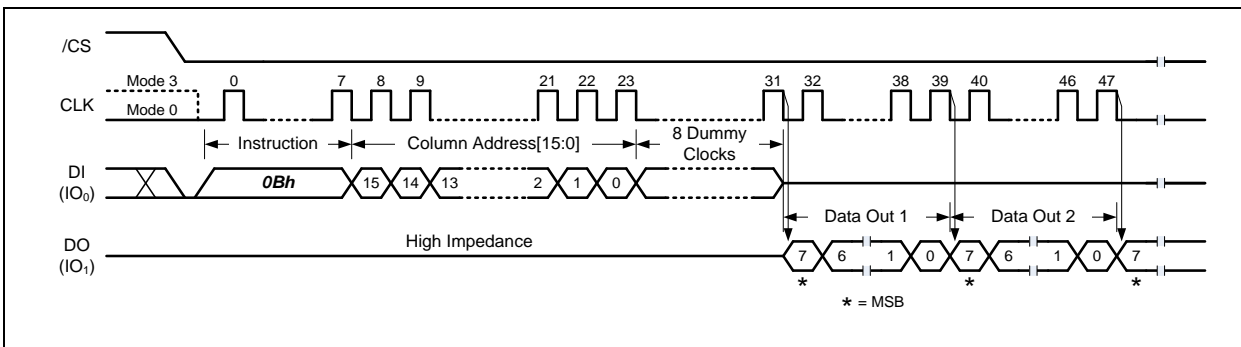 /CS
Mode 3 0 7 8 9 21 22 23 31 32 38 39 40 46 47
CLK
Mode 0
Instruction Column Address[15:0] 8 Dummy
Clocks
DI
(IO₀)
0Bh 15 14 13 2 1 0
Data Out 1 Data Out 2
DO
(IO₁)
High Impedance
7 6 1 0 7 6 1 0 7
* * *
* = MSB